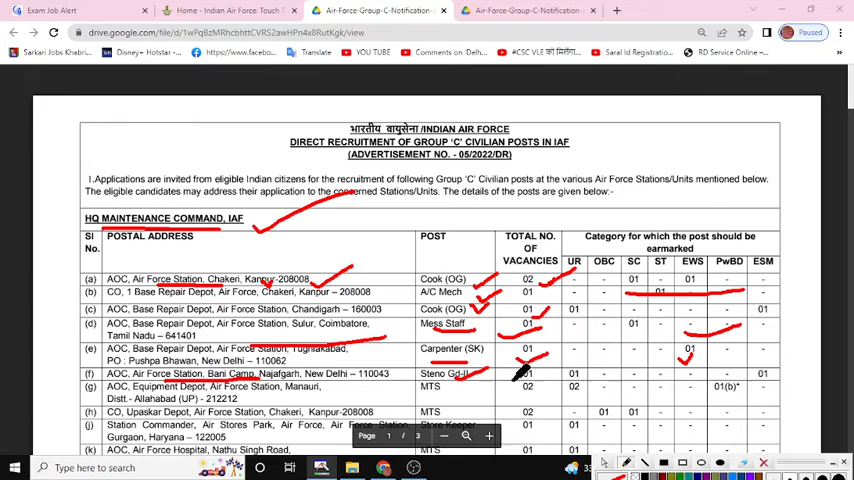 Exam Job Alert
Home - Indian Air Force: Touch T
Air-Force-Group-C-Notification-
Air-Force-Group-C-Notification-
drive.google.com/file/d/1wPqBzMRhcbhttCVRS2awHPn4x8RutKgk/view
Paused
Sarkari Jobs Khabri...
Disney+ Hotstar -...
https://www.facebo...
Translate
YOU TUBE
Comments on 'Delh...
#CSC VLE को मिलेगा...
Sara Id Registratio...
RD Service Online -...
भारतीय वायुसेना /INDIAN AIR FORCE
DIRECT RECRUITMENT OF GROUP 'C' CIVILIAN POSTS IN IAF
(ADVERTISEMENT NO. - 05/2022/DR)
1.Applications are invited from eligible Indian citizens for the recruitment of following Group 'C' Civilian posts at the various Air Force Stations/Units mentioned below.
The eligible candidates may address their application to the concerned Stations/Units. The details of the posts are given below:-
HQ MAINTENANCE COMMAND, IAF
Sl No. POSTAL ADDRESS POST TOTAL NO. OF VACANCIES Category for which the post should be earmarked
UR OBC SC ST EWS PwBD ESM
(a) AOC, Air Force Station, Chakeri, Kanpur-208008 Cook (OG) 02 - - 01 - 01 - -
(b) CO, 1 Base Repair Depot, Air Force, Chakeri, Kanpur – 208008 A/C Mech 01 - - - 01 - - -
(c) AOC, Base Repair Depot, Air Force Station, Chandigarh - 160003 Cook (OG) 01 01 - - - - - 01
(d) AOC, Base Repair Depot, Air Force Station, Sulur, Coimbatore, Mess Staff 01 - - 01 - - - -
Tamil Nadu – 641401
(e) AOC, Base Repair Depot, Air Force Station, Tughlakabad, Carpenter (SK) 01 - - - - 01 - -
PO : Pushpa Bhawan, New Delhi - 110062
(f) AOC, Air Force Station, Bani Camp, Najafgarh, New Delhi – 110043 Steno Gd-II 01 01 - - - - - 01
(g) AOC, Equipment Depot, Air Force Station, Manauri, MTS 02 02 - - - - 01(b)* -
Distt.- Allahabad (UP) - 212212
(h) CO, Upaskar Depot, Air Force Station, Chakeri, Kanpur-208008 MTS 02 - 01 01 - - - -
(j) Station Commander, Air Stores Park, Air Force, Air Force Station, Store Keeper 01 01 - - - - - -
Gurgaon, Haryana – 122005
(k) AOC, Air Force Hospital, Nathu Singh Road, MTS 01 01 - - - - - -
Page 1 / 3
Type here to search